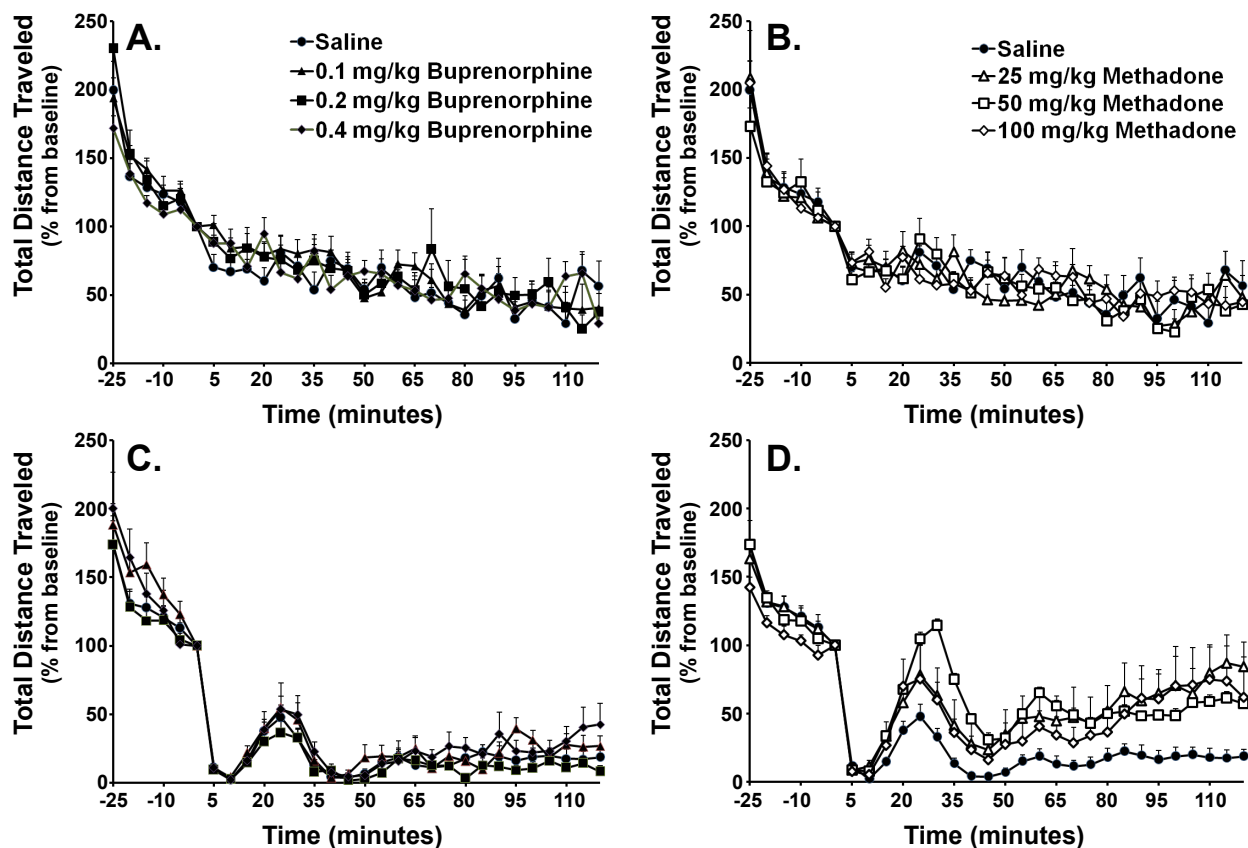 A.
Total Distance Traveled
(% from baseline)
250
200
150
100
50
0
Saline
0.1 mg/kg Buprenorphine
0.2 mg/kg Buprenorphine
0.4 mg/kg Buprenorphine
-25 -10 5 20 35 50 65 80 95 110
Time (minutes)
B.
Total Distance Traveled
(% from baseline)
250
200
150
100
50
0
Saline
25 mg/kg Methadone
50 mg/kg Methadone
100 mg/kg Methadone
-25 -10 5 20 35 50 65 80 95 110
Time (minutes)
C.
Total Distance Traveled
(% from baseline)
250
200
150
100
50
0
-25 -10 5 20 35 50 65 80 95 110
Time (minutes)
D.
Total Distance Traveled
(% from baseline)
250
200
150
100
50
0
-25 -10 5 20 35 50 65 80 95 110
Time (minutes)